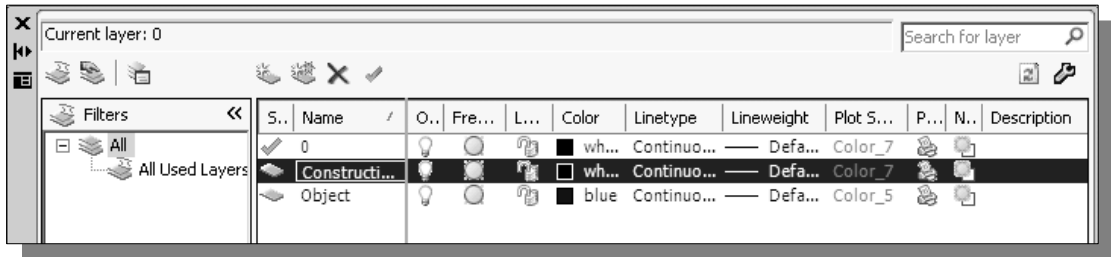 Current layer: 0
Search for layer
Filters
S.. Name O.. Fre... L... Color Linetype Lineweight Plot S... P... N.. Description
All
0 wh... Continuo... Defa... Color_7
All Used Layers
Constructi... wh... Continuo... Defa... Color_7
Object blue Continuo... Defa... Color_5